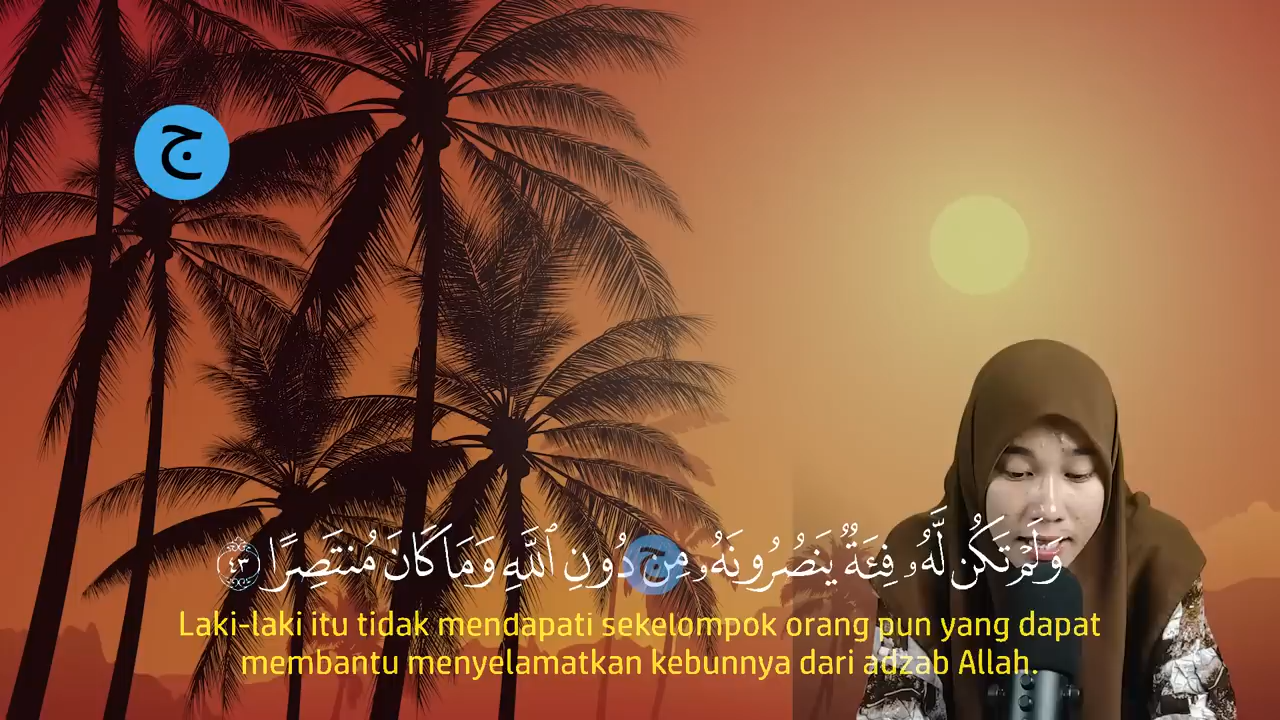 ج
وَلَمْ تَكُن لَّهُۥ فِئَةٌ يَنصُرُونَهُۥ مِن دُونِ ٱللَّهِ وَمَا كَانَ مُنتَصِرًا ٤٣
ج
Laki-laki itu tidak mendapati sekelompok orang pun yang dapat
membantu menyelamatkan kebunnya dari adzab Allah.